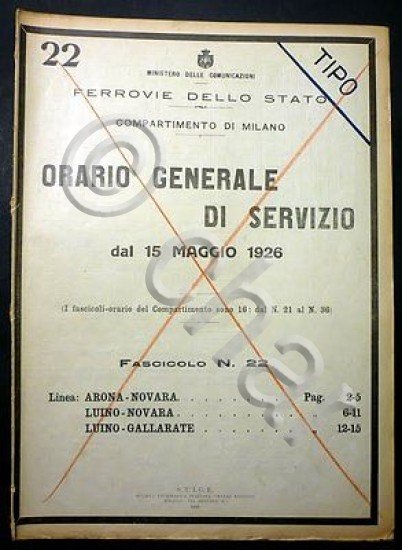 22
TIPO
MINISTERO DELLE COMUNICAZIONI
FERROVIE DELLO STATO
COMPARTIMENTO DI MILANO
ORARIO GENERALE
DI SERVIZIO
dal 15 MAGGIO 1926
(I fascicoli-orario del Compartimento sono 16: dal N. 21 al N. 36)
FASCICOLO N. 22
Linea: ARONA-NOVARA. . . . . . . . . Pag. 2-5
LUINO-NOVARA . . . . . . . . . „ 6-11
LUINO-GALLARATE . . . . . . . . „ 12-15